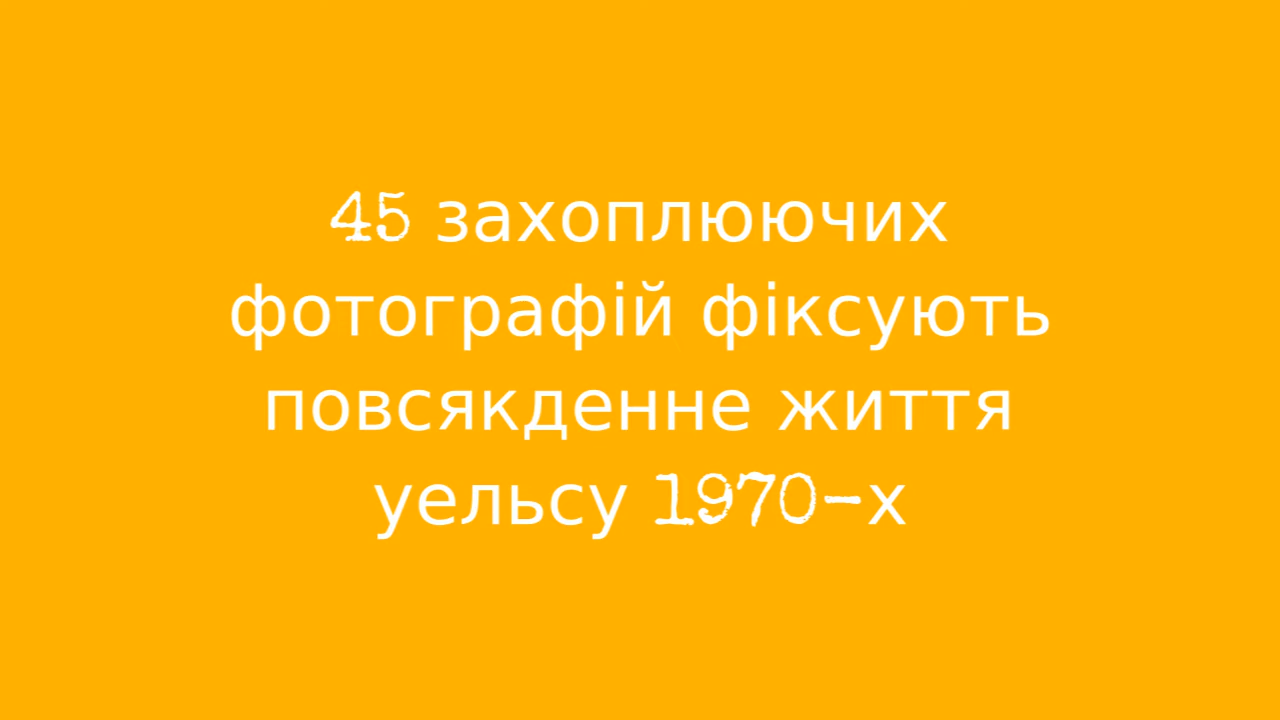 45 захоплюючих
фотографій фіксують
повсякденне життя
уельсу 1970-х